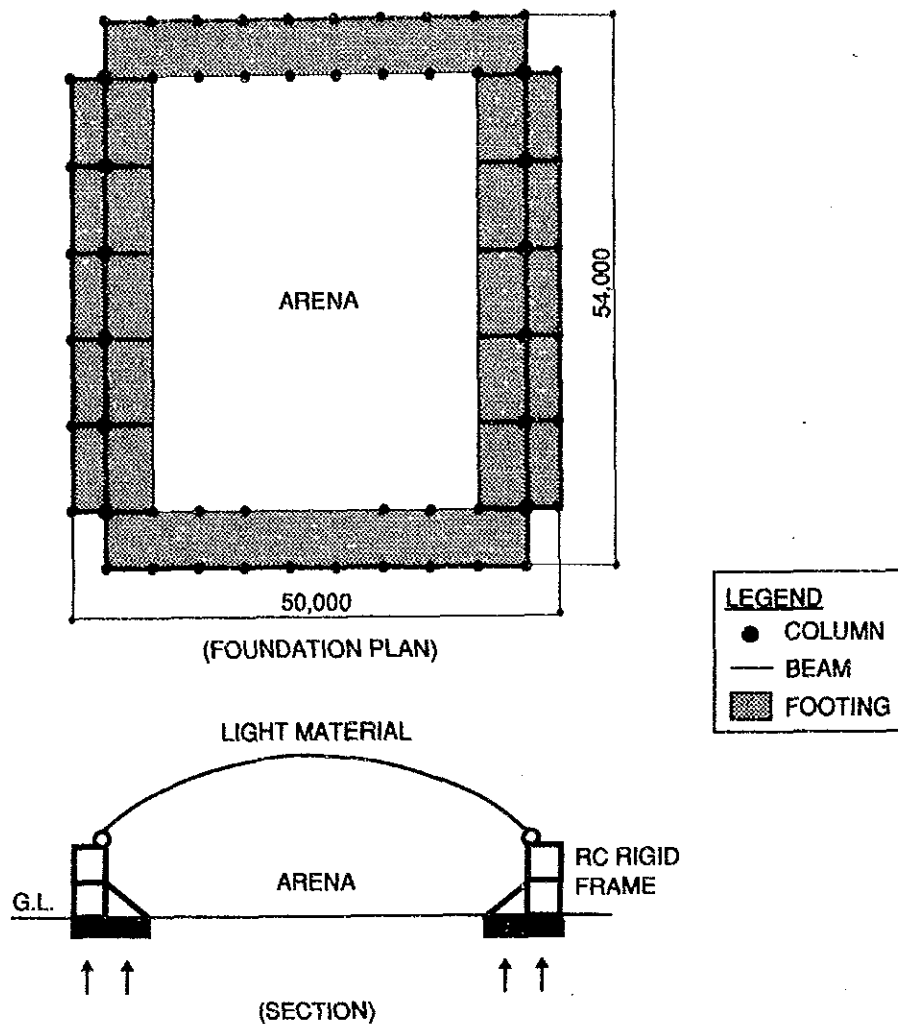 ARENA
54,000
50,000
(FOUNDATION PLAN)
LEGEND
COLUMN
BEAM
FOOTING
LIGHT MATERIAL
ARENA
RC RIGID
FRAME
G.L.
(SECTION)